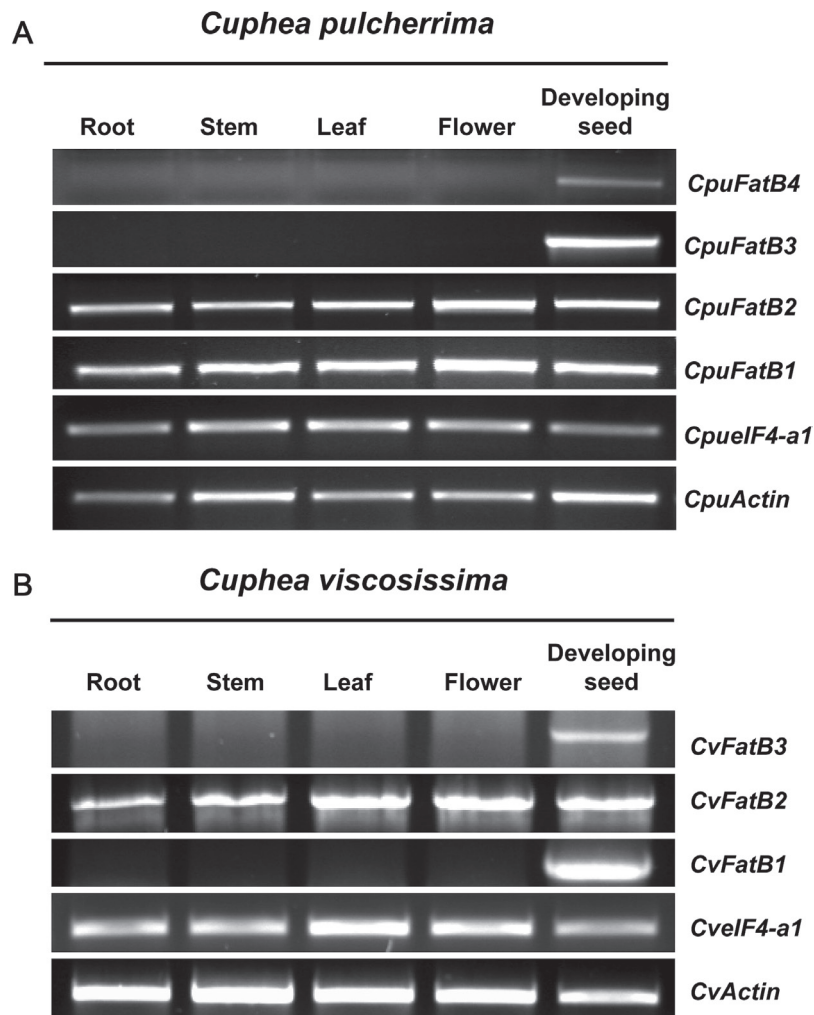 A
Cuphea pulcherrima
Root Stem Leaf Flower Developing seed
CpuFatB4
CpuFatB3
CpuFatB2
CpuFatB1
CpueIF4-a1
CpuActin
B
Cuphea viscosissima
Root Stem Leaf Flower Developing seed
CvFatB3
CvFatB2
CvFatB1
CveIF4-a1
CvActin